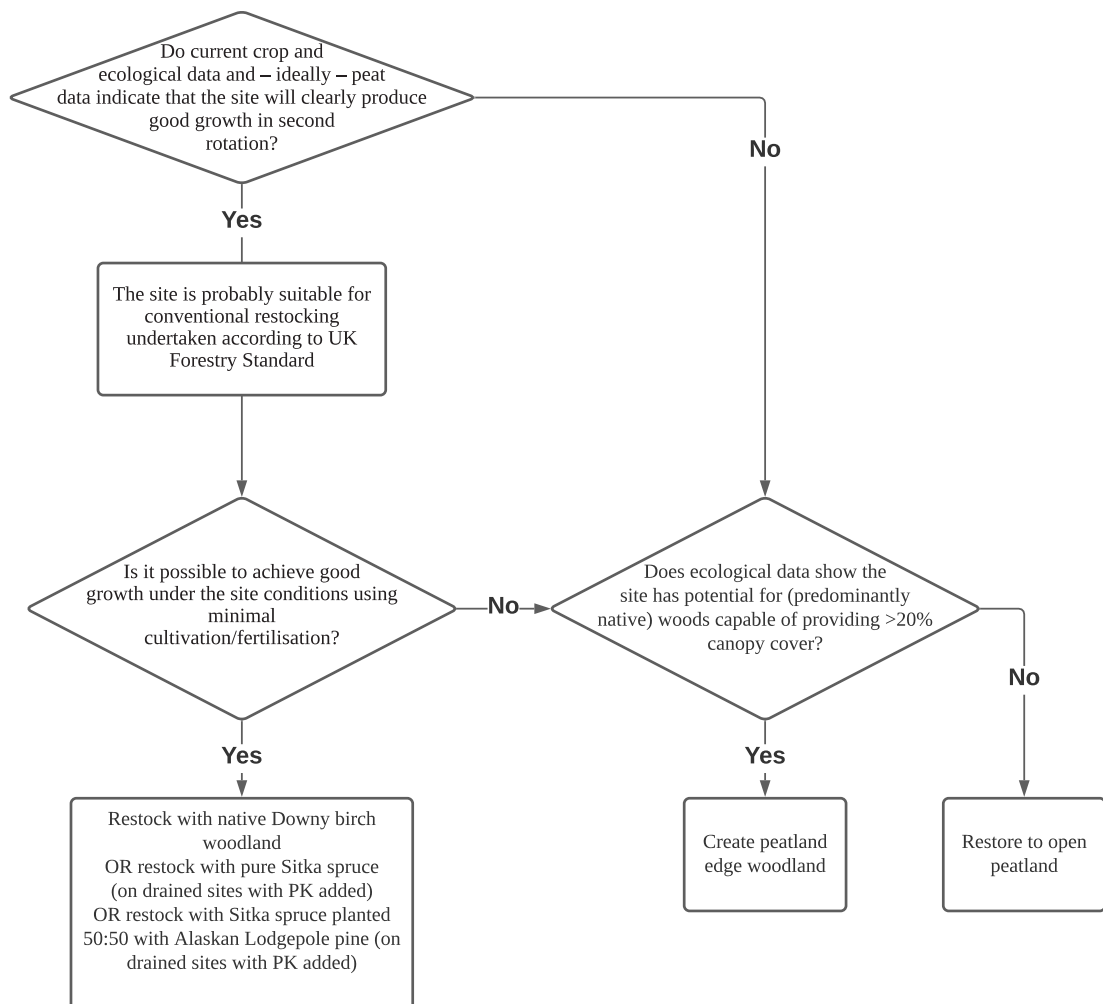 Do current crop and
ecological data and – ideally – peat
data indicate that the site will clearly produce
good growth in second
rotation?
No
Yes
The site is probably suitable for
conventional restocking
undertaken according to UK
Forestry Standard
Is it possible to achieve good
growth under the site conditions using
minimal
cultivation/fertilisation?
No
Does ecological data show the
site has potential for (predominantly
native) woods capable of providing >20%
canopy cover?
No
Yes
Yes
Restock with native Downy birch
woodland
OR restock with pure Sitka spruce
(on drained sites with PK added)
OR restock with Sitka spruce planted
50:50 with Alaskan Lodgepole pine (on
drained sites with PK added)
Create peatland
edge woodland
Restore to open
peatland